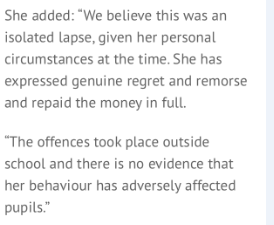 She added: “We believe this was an
isolated lapse, given her personal
circumstances at the time. She has
expressed genuine regret and remorse
and repaid the money in full.
“The offences took place outside
school and there is no evidence that
her behaviour has adversely affected
pupils.”